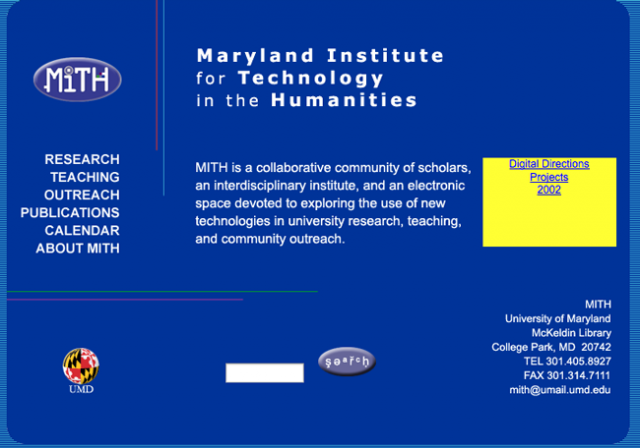 MiTH
Maryland Institute
for Technology
in the Humanities
RESEARCH
TEACHING
OUTREACH
PUBLICATIONS
CALENDAR
ABOUT MITH
MITH is a collaborative community of scholars,
an interdisciplinary institute, and an electronic
space devoted to exploring the use of new
technologies in university research, teaching,
and community outreach.
Digital Directions
Projects
2002
MITH
University of Maryland
McKeldin Library
College Park, MD 20742
TEL 301.405.8927
FAX 301.314.7111
mith@umail.umd.edu
UMD
search